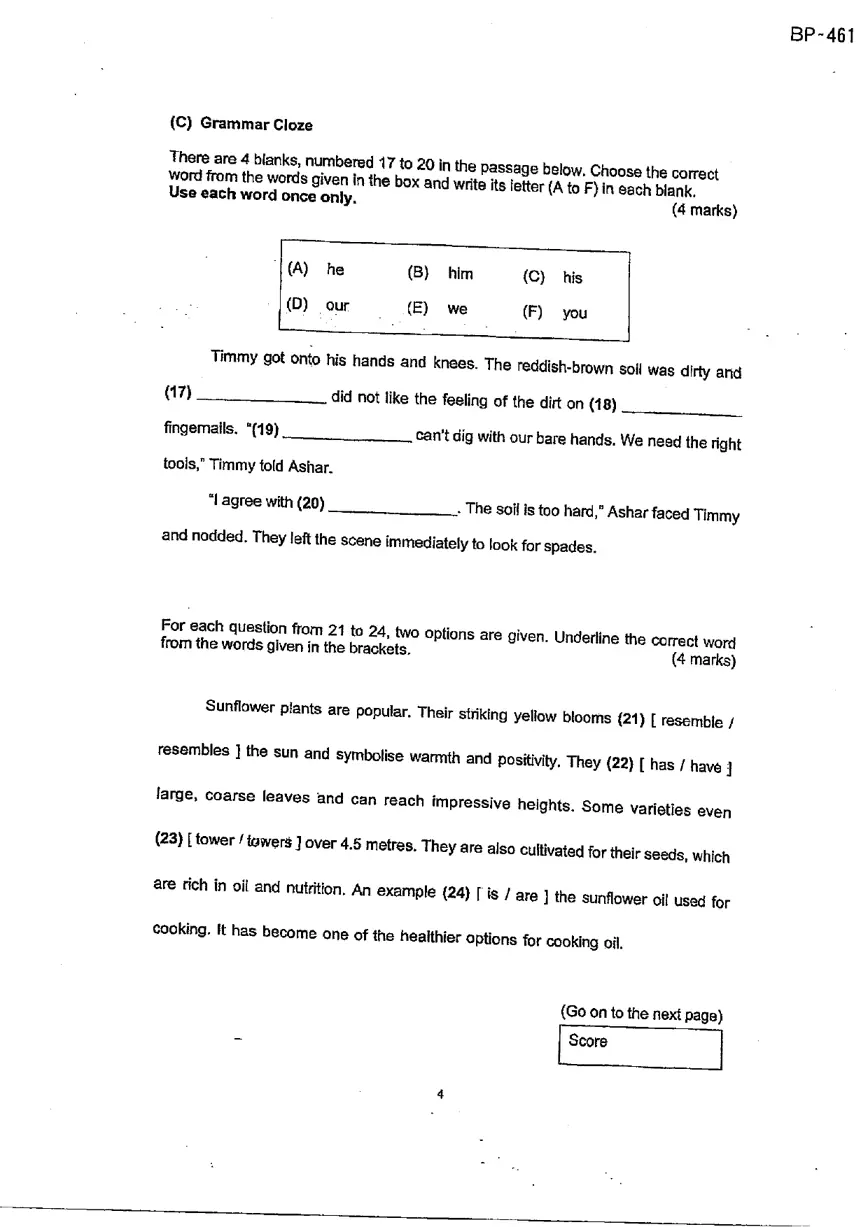 BP-461
(C) Grammar Cloze
There are 4 blanks, numbered 17 to 20 in the passage below. Choose the correct
word from the words given in the box and write its letter (A to F) in each blank.
Use each word once only.
(4 marks)
(A) he (B) him (C) his
(D) our (E) we (F) you
Timmy got onto his hands and knees. The reddish-brown soil was dirty and
(17) ______________ did not like the feeling of the dirt on (18) ______________
fingernails. "(19) ______________ can't dig with our bare hands. We need the right
tools," Timmy told Ashar.
"I agree with (20) ______________. The soil is too hard," Ashar faced Timmy
and nodded. They left the scene immediately to look for spades.
For each question from 21 to 24, two options are given. Underline the correct word
from the words given in the brackets.
(4 marks)
Sunflower plants are popular. Their striking yellow blooms (21) [ resemble /
resembles ] the sun and symbolise warmth and positivity. They (22) [ has / have ]
large, coarse leaves and can reach impressive heights. Some varieties even
(23) [ tower / towers ] over 4.5 metres. They are also cultivated for their seeds, which
are rich in oil and nutrition. An example (24) [ is / are ] the sunflower oil used for
cooking. It has become one of the healthier options for cooking oil.
(Go on to the next page)
Score
4